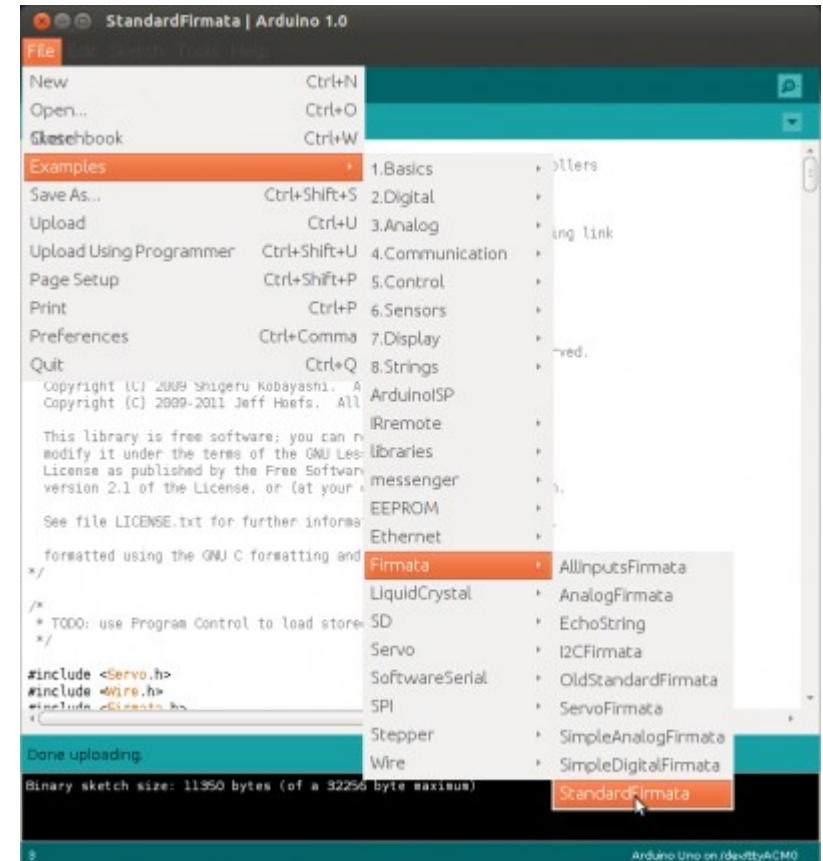 StandardFirmata | Arduino 1.0
File Edit Sketch Tools Help
New Ctrl+N
Open... Ctrl+O
Sketchbook Ctrl+W
Examples
Save As... Ctrl+Shift+S
Upload Ctrl+U
Upload Using Programmer Ctrl+Shift+U
Page Setup Ctrl+Shift+P
Print Ctrl+P
Preferences Ctrl+Comma
Quit Ctrl+Q
1.Basics
2.Digital
3.Analog
4.Communication
5.Control
6.Sensors
7.Display
8.Strings
ArduinoISP
IRremote
libraries
messenger
EEPROM
Ethernet
Firmata
LiquidCrystal
SD
Servo
SoftwareSerial
SPI
Stepper
Wire
AllInputsFirmata
AnalogFirmata
EchoString
I2CFirmata
OldStandardFirmata
ServoFirmata
SimpleAnalogFirmata
SimpleDigitalFirmata
StandardFirmata
ollers
ing link
rved.
Copyright (C) 2009 Shigeru Kobayashi. A
Copyright (C) 2009-2011 Jeff Hoefs. All
This library is free software; you can
modify it under the terms of the GNU
License as published by the Free
version 2.1 of the License, or (at your
See file LICENSE.txt for further
formatted using the GNU C formatting and
*/
/*
* TODO: use Program Control to load
*/
#include <Servo.h>
#include <Wire.h>
#include <Firmata.h>
Done uploading.
Binary sketch size: 11350 bytes (of a 32256 byte maximum)
9 Arduino Uno on /dev/ttyACM0